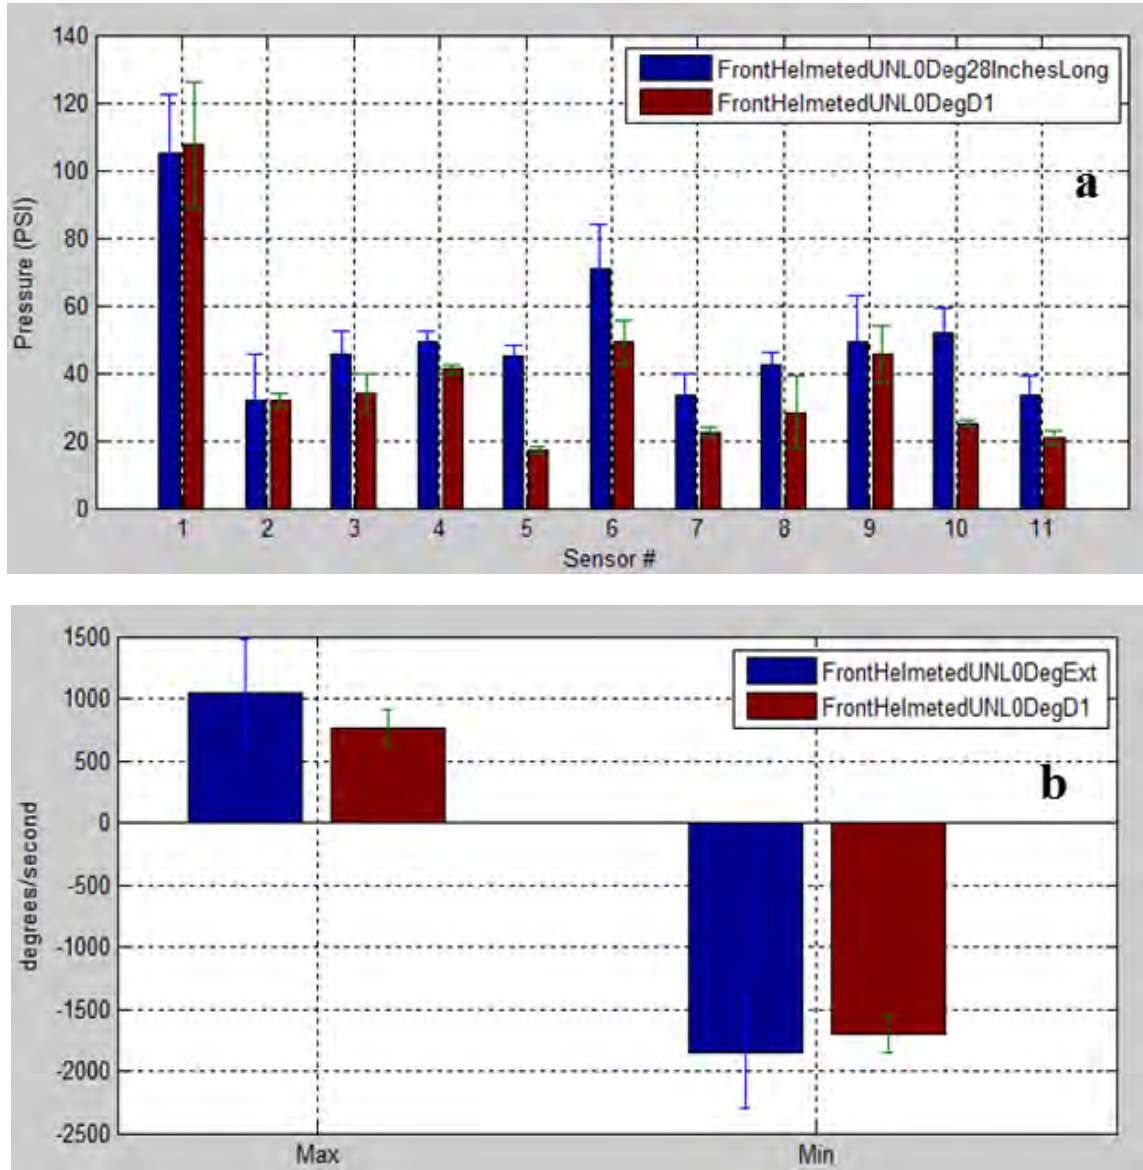 140
120
100
80
60
40
20
0
Pressure (PSI)
FrontHelmetedUNL0Deg28InchesLong
FrontHelmetedUNL0DegD1
a
1 2 3 4 5 6 7 8 9 10 11
Sensor #
1500
1000
500
0
-500
-1000
-1500
-2000
-2500
degrees/second
FrontHelmetedUNL0DegExt
FrontHelmetedUNL0DegD1
b
Max Min